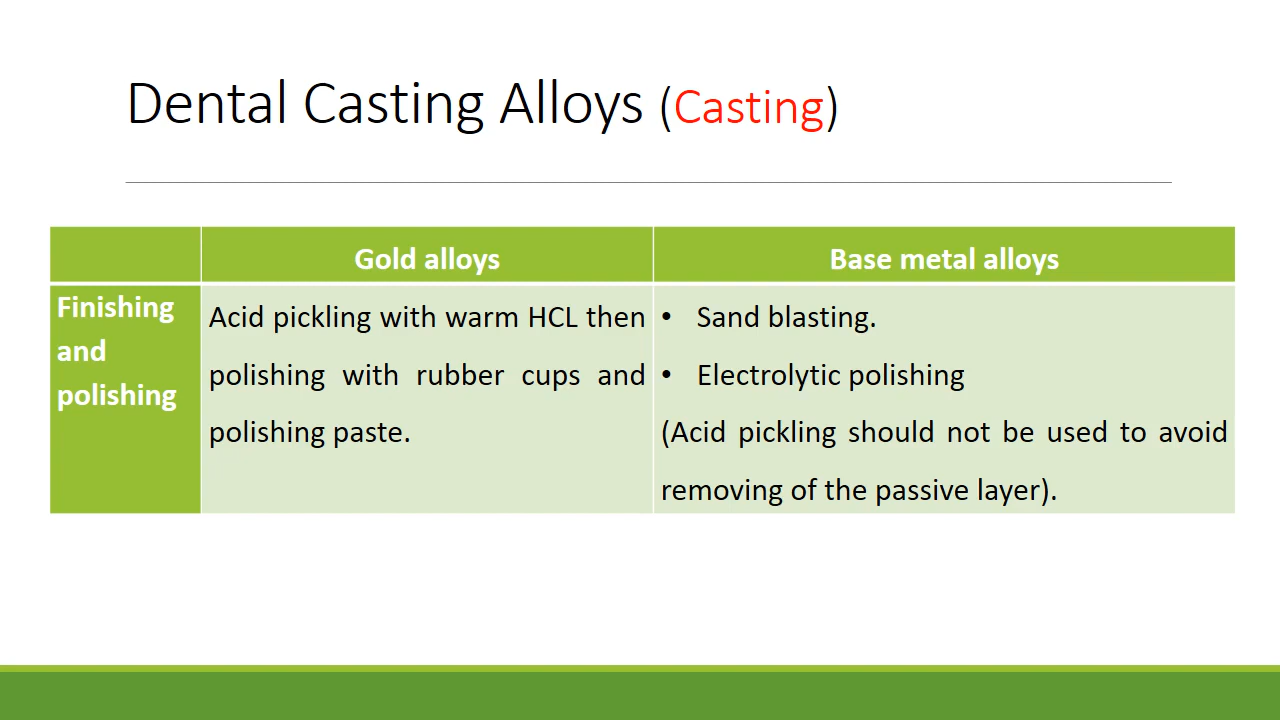 Dental Casting Alloys (Casting)
Gold alloys
Base metal alloys
Finishing
and
polishing
Acid pickling with warm HCL then
polishing with rubber cups and
polishing paste.
• Sand blasting.
• Electrolytic polishing
(Acid pickling should not be used to avoid
removing of the passive layer).